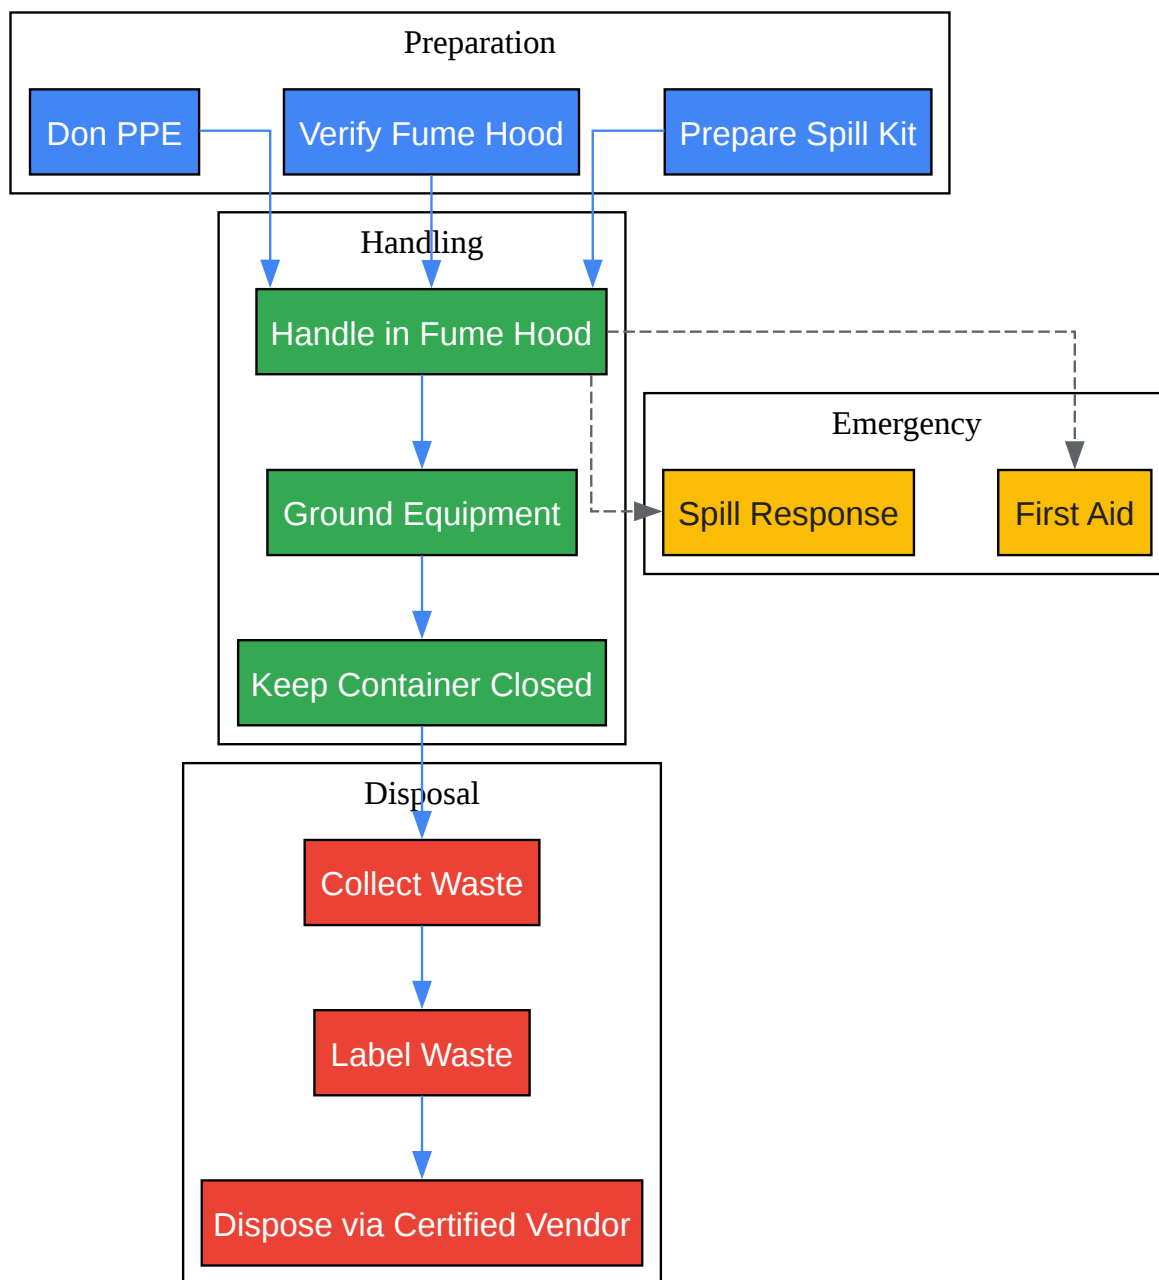 Preparation
Don PPE
Verify Fume Hood
Prepare Spill Kit
Handling
Handle in Fume Hood
Emergency
Ground Equipment
Spill Response
First Aid
Keep Container Closed
Disposal
Collect Waste
Label Waste
Dispose via Certified Vendor